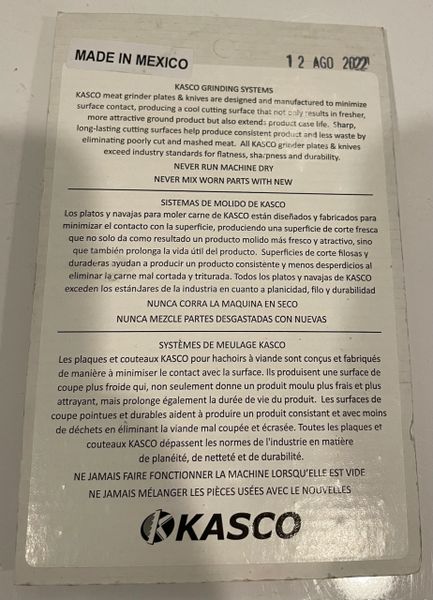 MADE IN MEXICO
12 AGO 2022
KASCO GRINDING SYSTEMS
KASCO meat grinder plates & knives are designed and manufactured to minimize
surface contact, producing a cool cutting surface that not only results in fresher,
more attractive ground product but also extends product case life. Sharp,
long-lasting cutting surfaces help produce consistent product and less waste by
eliminating poorly cut and mashed meat. All KASCO grinder plates & knives
exceed industry standards for flatness, sharpness and durability.
NEVER RUN MACHINE DRY
NEVER MIX WORN PARTS WITH NEW
SISTEMAS DE MOLIDO DE KASCO
Los platos y navajas para moler carne de KASCO están diseñados y fabricados para
minimizar el contacto con la superficie, produciendo una superficie de corte fresca
que no solo da como resultado un producto molido más fresco y atractivo, sino
que también prolonga la vida útil del producto. Superficies de corte filosas y
duraderas ayudan a producir un producto consistente y menos desperdicios al
eliminar la carne mal cortada y triturada. Todos los platos y navajas de KASCO
exceden los estándares de la industria en cuanto a planicidad, filo y durabilidad
NUNCA CORRA LA MAQUINA EN SECO
NUNCA MEZCLE PARTES DESGASTADAS CON NUEVAS
SYSTÈMES DE MEULAGE KASCO
Les plaques et couteaux KASCO pour hachoirs à viande sont conçus et fabriqués
de manière à minimiser le contact avec la surface. Ils produisent une surface de
coupe plus froide qui, non seulement donne un produit moulu plus frais et plus
attrayant, mais prolonge également la durée de vie du produit. Les surfaces de
coupe pointues et durables aident à produire un produit consistant et avec moins
de déchets en éliminant la viande mal coupée et écrasée. Toutes les plaques et
couteaux KASCO dépassent les normes de l'industrie en matière
de planéité, de netteté et de durabilité.
NE JAMAIS FAIRE FONCTIONNER LA MACHINE LORSQU'ELLE EST VIDE
NE JAMAIS MÉLANGER LES PIÈCES USÉES AVEC LE NOUVELLES
KASCO